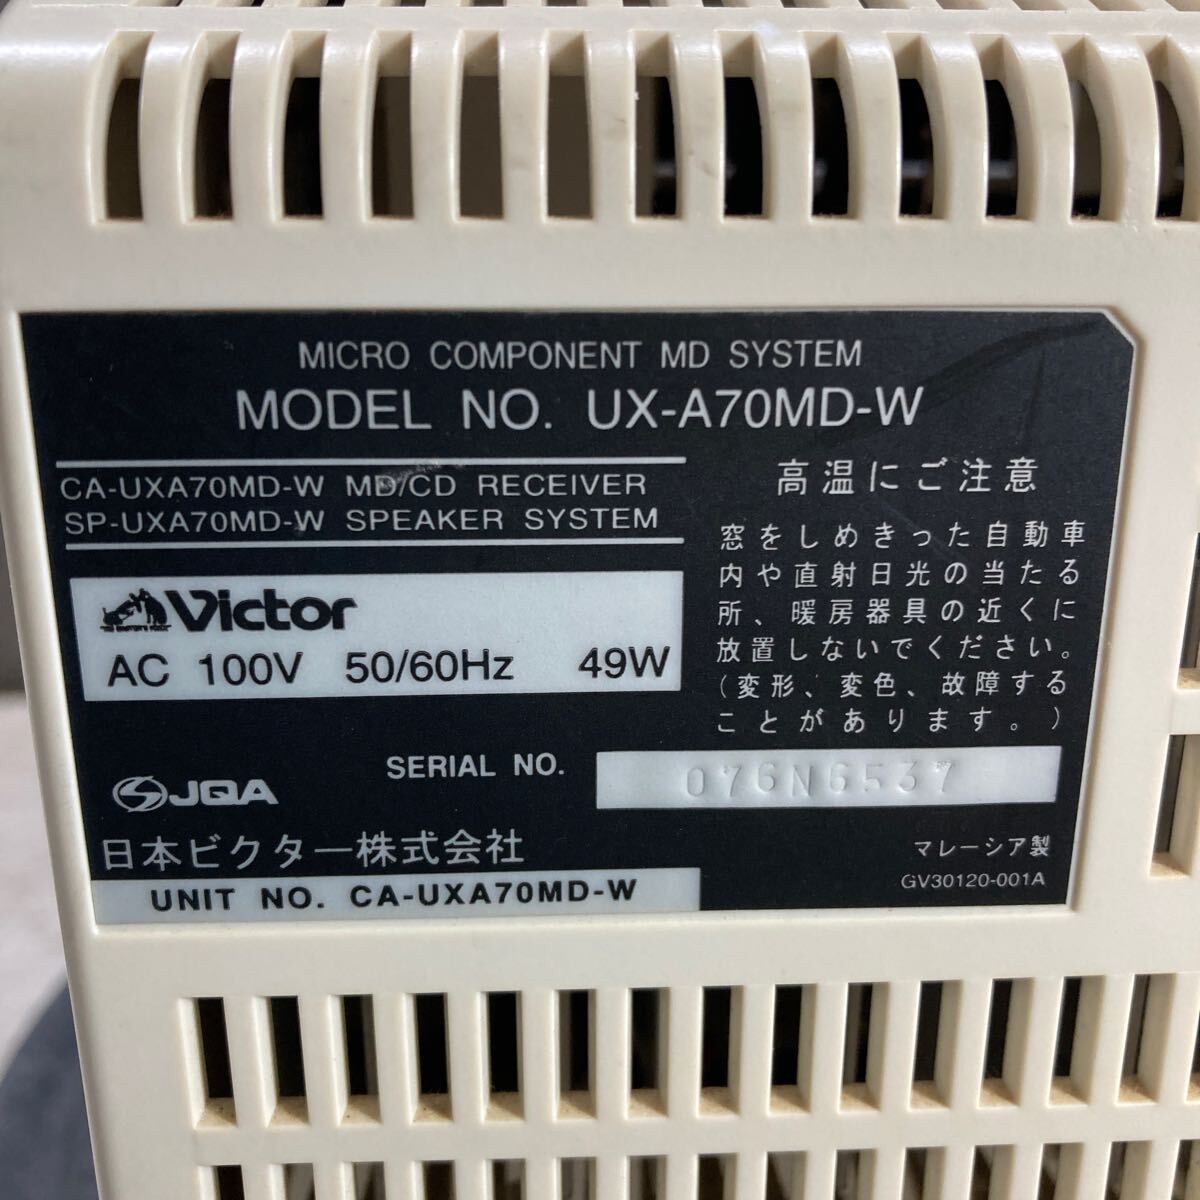 MICRO COMPONENT MD SYSTEM
MODEL NO. UX-A70MD-W
CA-UXA70MD-W MD/CD RECEIVER
SP-UXA70MD-W SPEAKER SYSTEM
Victor
AC 100V 50/60Hz 49W
高温にご注意
窓をしめきった自動車
内や直射日光の当たる
所、暖房器具の近くに
放置しないでください。
(変形、変色、故障する
ことがあります。)
SERIAL NO. 076N6537
JQA
日本ビクター株式会社
マレーシア製
GV30120-001A
UNIT NO. CA-UXA70MD-W